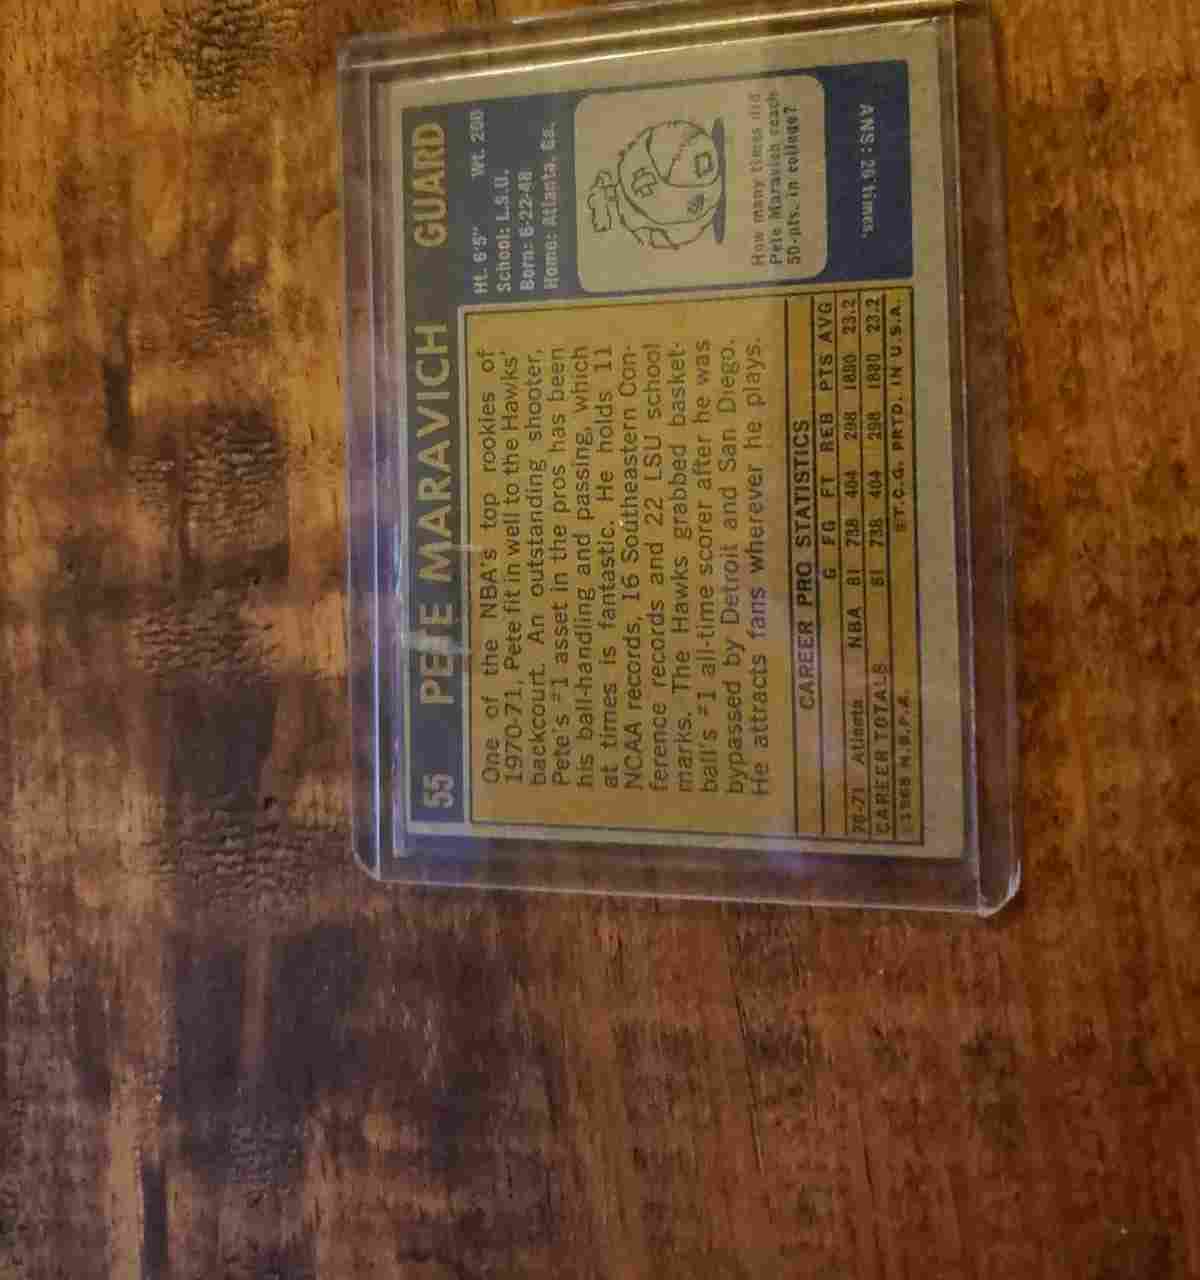 55 PETE MARAVICH GUARD
One of the NBA's top rookies of
1970-71, Pete fit in well to the Hawks'
backcourt. An outstanding shooter,
Pete's #1 asset in the pros has been
his ball-handling and passing, which
at times is fantastic. He holds 11
NCAA records, 16 Southeastern Con-
ference records and 22 LSU school
marks. The Hawks grabbed basket-
ball's #1 all-time scorer after he was
bypassed by Detroit and San Diego.
He attracts fans wherever he plays.
Ht. 6'5" Wt. 200
School: L.S.U.
Born: 6-22-48
Home: Atlanta, Ga.
How many times did
Pete Maravich reach
50-pts. in college?
ANS: 26 times.
CAREER PRO STATISTICS
G FG FT REB PTS AVG
70-71 Atlanta NBA 81 738 404 298 1880 23.2
CAREER TOTALS 81 738 404 298 1880 23.2
©1968 N.B.P.A. ©T.C.G. PRTD. IN U.S.A.